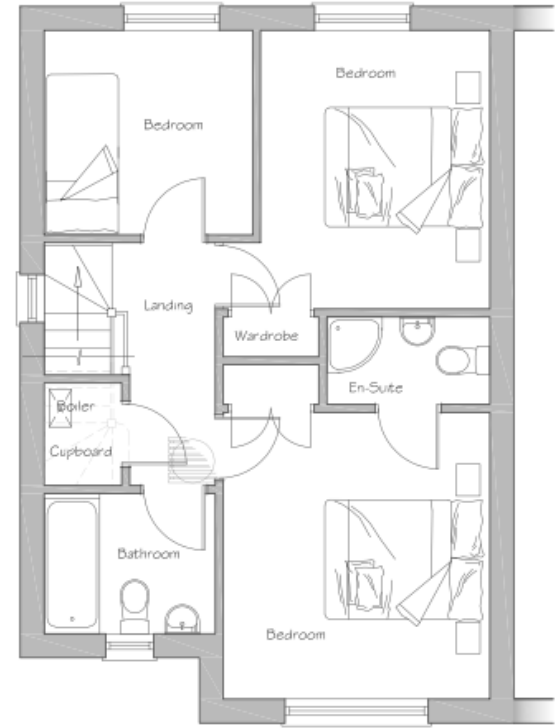 Bedroom
Bedroom
Landing
Wardrobe
En-Suite
Boiler
Cupboard
Bathroom
Bedroom